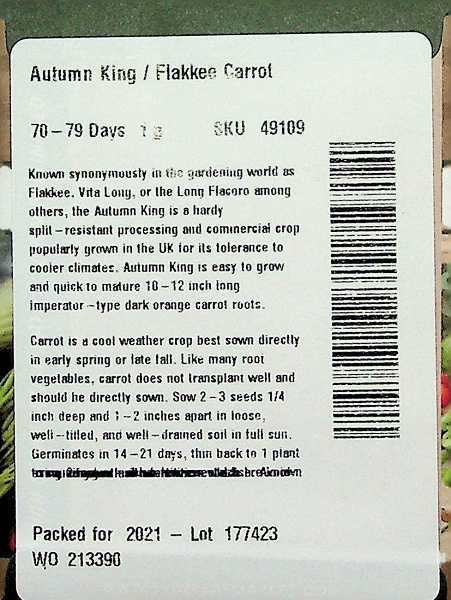 Autumn King / Flakkee Carrot
70-79 Days 1 g SKU 49109
Known synonymously in the gardening world as
Flakkee, Vita Long, or the Long Flacoro among
others, the Autumn King is a hardy
split-resistant processing and commercial crop
popularly grown in the UK for its tolerance to
cooler climates. Autumn King is easy to grow
and quick to mature 10-12 inch long
imperator-type dark orange carrot roots.
Carrot is a cool weather crop best sown directly
in early spring or late fall. Like many root
vegetables, carrot does not transplant well and
should be directly sown. Sow 2-3 seeds 1/4
inch deep and 1-2 inches apart in loose,
well-tilled, and well-drained soil in full sun.
Germinates in 14-21 days, thin back to 1 plant
Packed for 2021 - Lot 177423
WO 213390